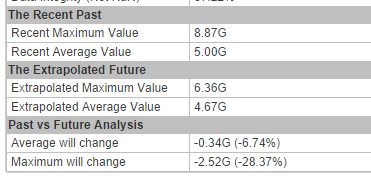 The Recent Past
Recent Maximum Value 8.87G
Recent Average Value 5.00G
The Extrapolated Future
Extrapolated Maximum Value 6.36G
Extrapolated Average Value 4.67G
Past vs Future Analysis
Average will change -0.34G (-6.74%)
Maximum will change -2.52G (-28.37%)